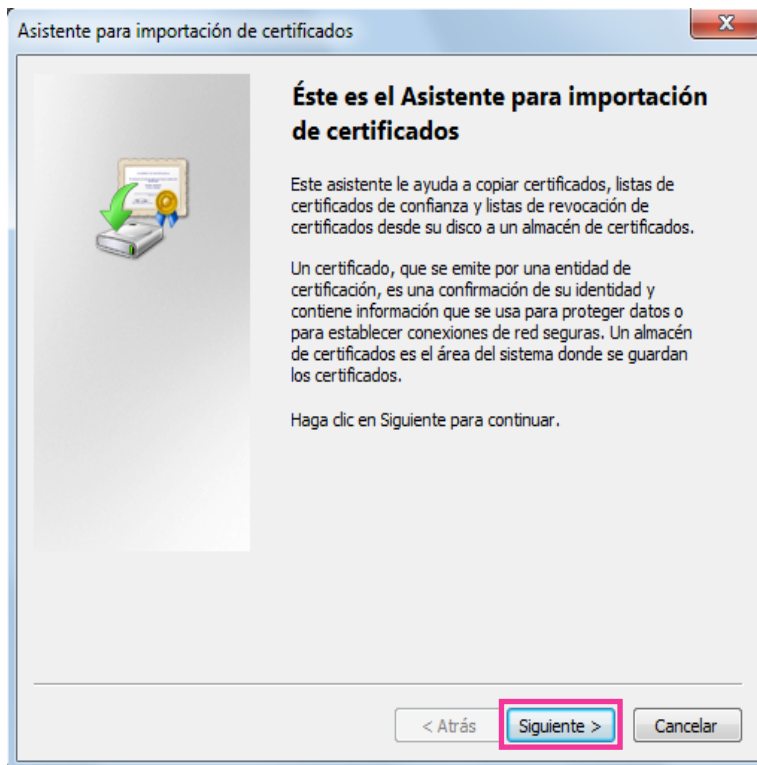 Asistente para importación de certificados
X
Éste es el Asistente para importación
de certificados
Este asistente le ayuda a copiar certificados, listas de
certificados de confianza y listas de revocación de
certificados desde su disco a un almacén de certificados.
Un certificado, que se emite por una entidad de
certificación, es una confirmación de su identidad y
contiene información que se usa para proteger datos o
para establecer conexiones de red seguras. Un almacén
de certificados es el área del sistema donde se guardan
los certificados.
Haga clic en Siguiente para continuar.
< Atrás
Siguiente >
Cancelar